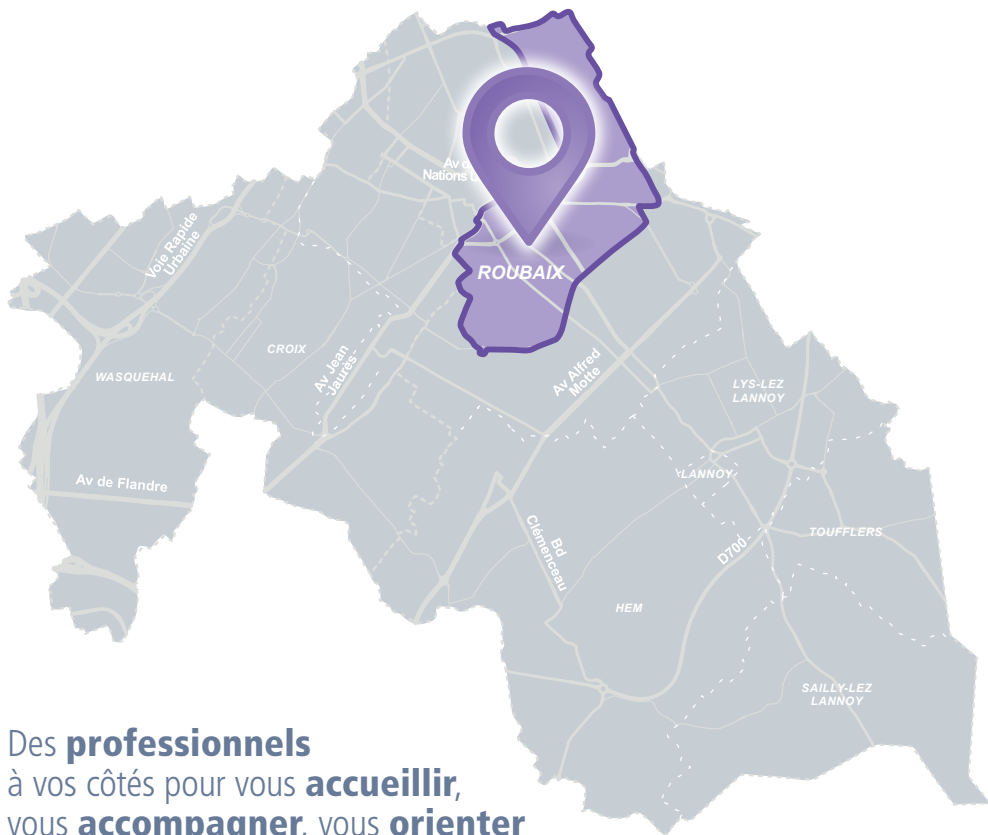 Av d
Nations U
Voie Rapide
Urbaine
ROUBAIX
CROIX
WASQUEHAL
Av Jean
Jaurès
Av Alfred
Motte
LYS-LEZ
LANNOY
LANNOY
Av de Flandre
Bd
Clémenceau
TOUFFLERS
D700
HEM
SAILLY-LEZ
LANNOY
Des professionnels
à vos côtés pour vous accueillir,
vous accompagner, vous orienter